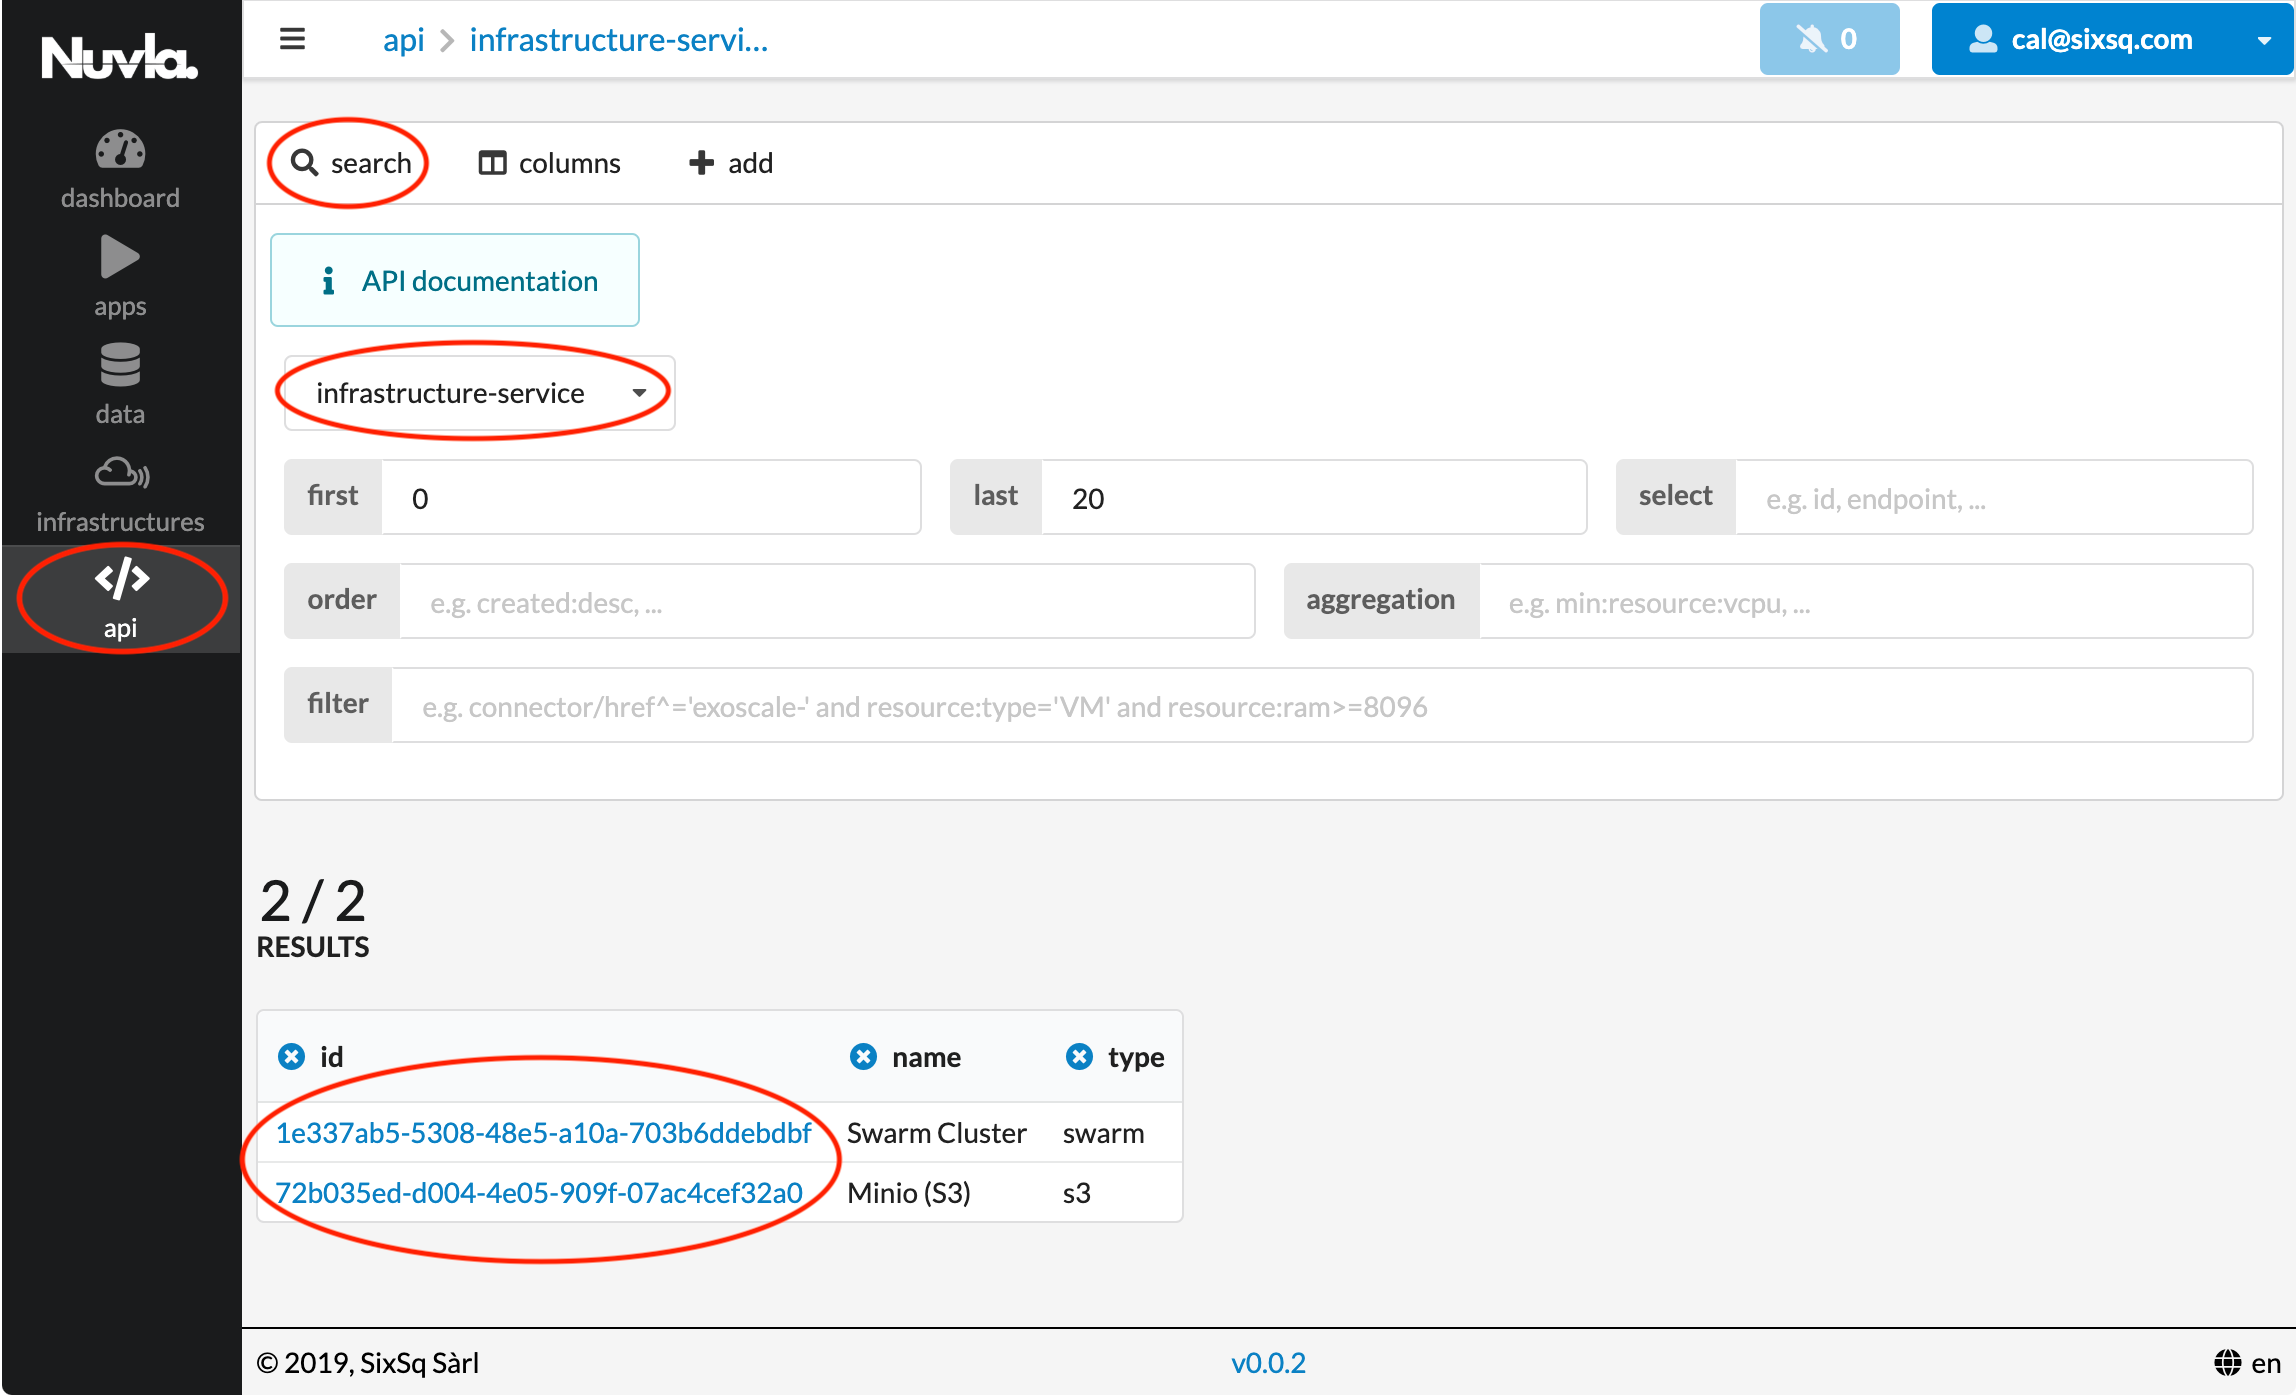 Nuvla.
api > infrastructure-servi...
0
cal@sixsq.com
dashboard
apps
data
infrastructures
api
search
columns
add
API documentation
infrastructure-service
first 0
last 20
select e.g. id, endpoint, ...
order e.g. created:desc, ...
aggregation e.g. min:resource:vcpu, ...
filter e.g. connector/href^='exoscale-' and resource:type='VM' and resource:ram>=8096
2 / 2
RESULTS
id name type
1e337ab5-5308-48e5-a10a-703b6ddebdbf Swarm Cluster swarm
72b035ed-d004-4e05-909f-07ac4cef32a0 Minio (S3) s3
© 2019, SixSq Sàrl
v0.0.2
en